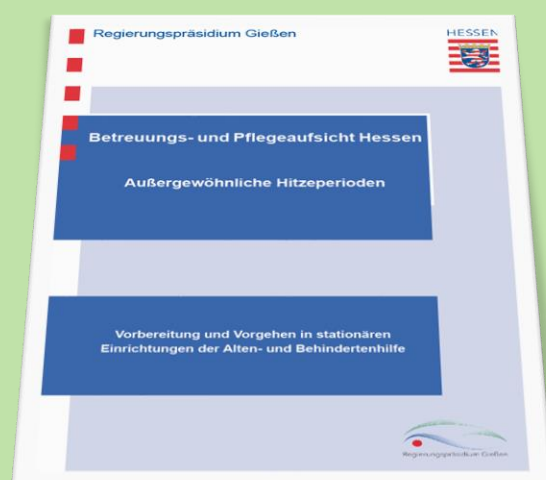 Regierungspräsidium Gießen
HESSEN
Betreuungs- und Pflegeaufsicht Hessen
Außergewöhnliche Hitzeperioden
Vorbereitung und Vorgehen in stationären
Einrichtungen der Alten- und Behindertenhilfe
Regierungspräsidium Gießen